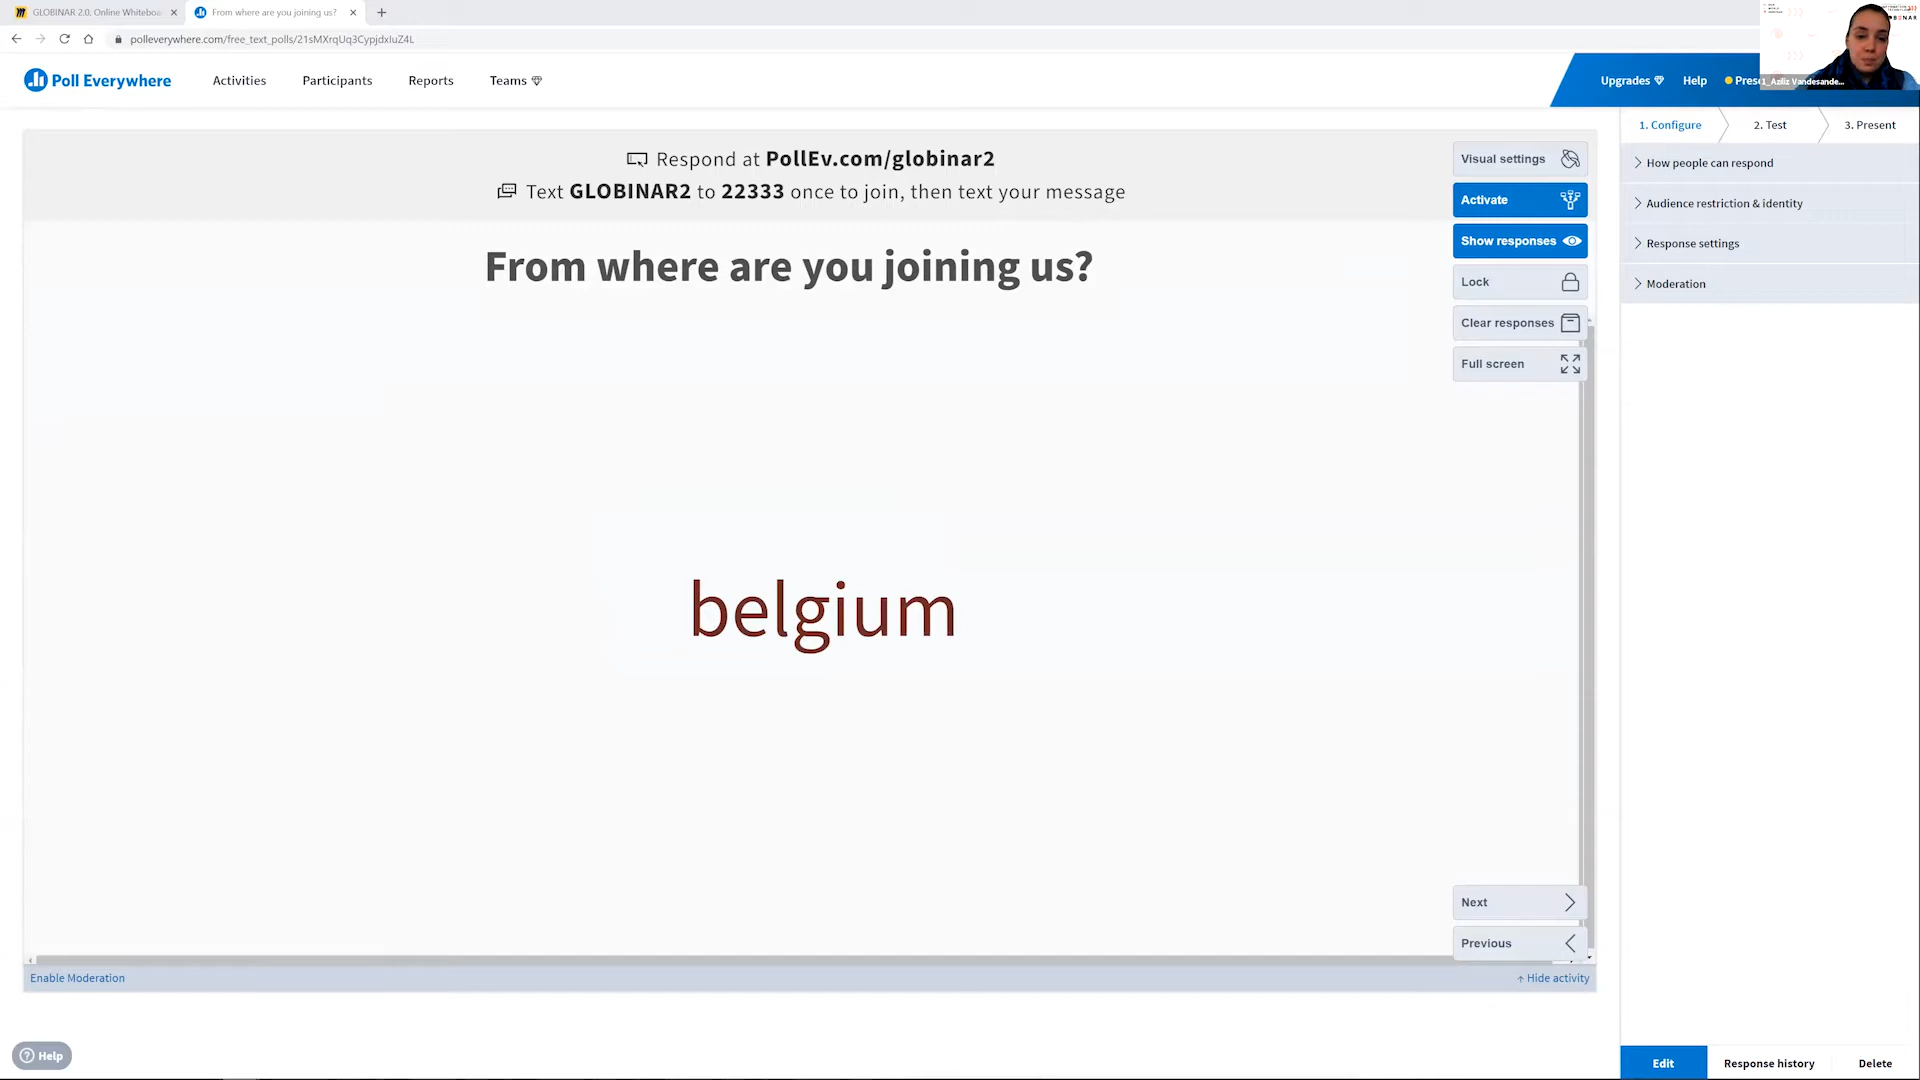 GLOBINAR 2.0, Online Whiteboa
From where are you joining us?
polleverywhere.com/free_text_polls/21sMXrqUq3CypjdxIuZ4L
Poll Everywhere
Activities
Participants
Reports
Teams
Upgrades
Help
Prese
1_Aziliz Vandesande...
1. Configure
2. Test
3. Present
Respond at PollEv.com/globinar2
Text GLOBINAR2 to 22333 once to join, then text your message
From where are you joining us?
belgium
Visual settings
Activate
Show responses
Lock
Clear responses
Full screen
Next
Previous
How people can respond
Audience restriction & identity
Response settings
Moderation
Enable Moderation
Hide activity
Help
Edit
Response history
Delete